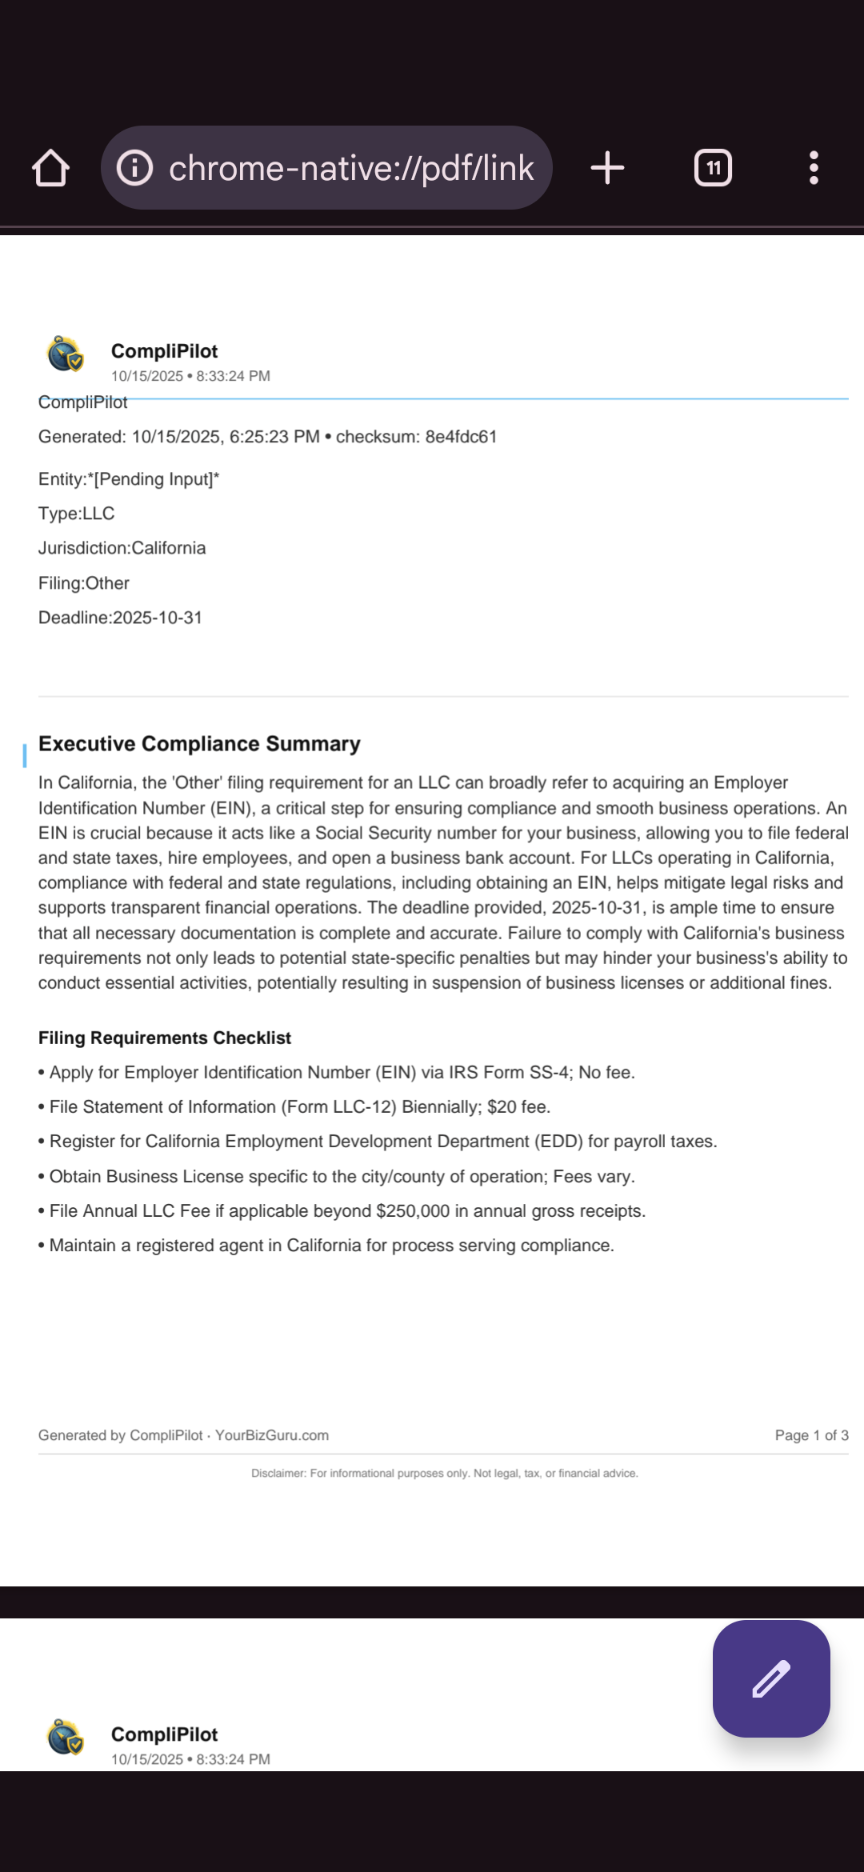 chrome-native://pdf/link
11
CompliPilot
10/15/2025 • 8:33:24 PM
CompliPilot
Generated: 10/15/2025, 6:25:23 PM • checksum: 8e4fdc61
Entity:*[Pending Input]*
Type:LLC
Jurisdiction:California
Filing:Other
Deadline:2025-10-31
Executive Compliance Summary
In California, the 'Other' filing requirement for an LLC can broadly refer to acquiring an Employer
Identification Number (EIN), a critical step for ensuring compliance and smooth business operations. An
EIN is crucial because it acts like a Social Security number for your business, allowing you to file federal
and state taxes, hire employees, and open a business bank account. For LLCs operating in California,
compliance with federal and state regulations, including obtaining an EIN, helps mitigate legal risks and
supports transparent financial operations. The deadline provided, 2025-10-31, is ample time to ensure
that all necessary documentation is complete and accurate. Failure to comply with California's business
requirements not only leads to potential state-specific penalties but may hinder your business's ability to
conduct essential activities, potentially resulting in suspension of business licenses or additional fines.
Filing Requirements Checklist
• Apply for Employer Identification Number (EIN) via IRS Form SS-4; No fee.
• File Statement of Information (Form LLC-12) Biennially; $20 fee.
• Register for California Employment Development Department (EDD) for payroll taxes.
• Obtain Business License specific to the city/county of operation; Fees vary.
• File Annual LLC Fee if applicable beyond $250,000 in annual gross receipts.
• Maintain a registered agent in California for process serving compliance.
Generated by CompliPilot · YourBizGuru.com
Page 1 of 3
Disclaimer: For informational purposes only. Not legal, tax, or financial advice.
CompliPilot
10/15/2025 • 8:33:24 PM